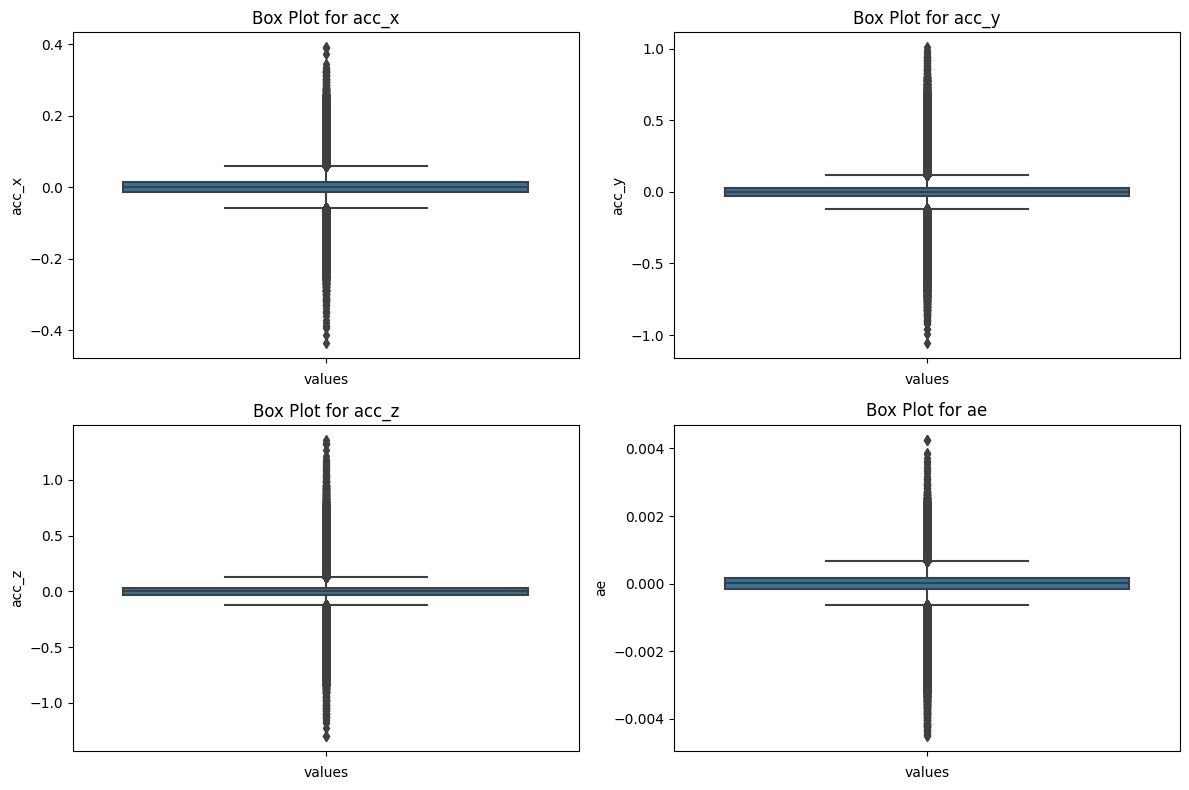 Box Plot for acc_x
0.4
0.2
0.0
−0.2
−0.4
acc_x
values
Box Plot for acc_y
1.0
0.5
0.0
−0.5
−1.0
acc_y
values
Box Plot for acc_z
1.0
0.5
0.0
−0.5
−1.0
acc_z
values
Box Plot for ae
0.004
0.002
0.000
−0.002
−0.004
ae
values